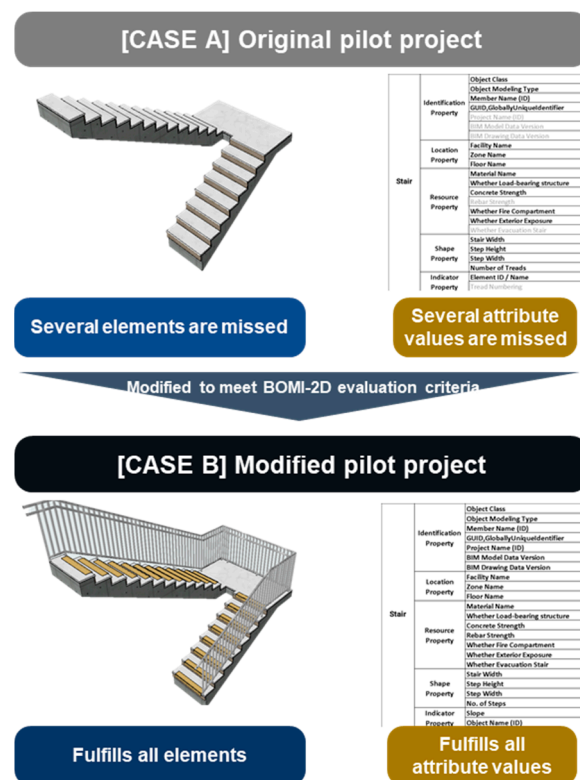 [CASE A] Original pilot project
Stair
Identification
Property
Object Class
Object Modeling Type
Member Name (ID)
GUID,GloballyUniqueIdentifier
Project Name (ID)
BIM Model Data Version
BIM Drawing Data Version
Location
Property
Facility Name
Zone Name
Floor Name
Resource
Property
Material Name
Whether Load-bearing structure
Concrete Strength
Rebar Strength
Whether Fire Compartment
Whether Exterior Exposure
Whether Evacuation Stair
Shape
Property
Stair Width
Step Height
Step Width
Number of Treads
Indicator
Property
Element ID / Name
Tread Numbering
Several elements are missed
Several attribute
values are missed
Modified to meet BOMI-2D evaluation criteria
[CASE B] Modified pilot project
Stair
Identification
Property
Object Class
Object Modeling Type
Member Name (ID)
GUID,GloballyUniqueIdentifier
Project Name (ID)
BIM Model Data Version
BIM Drawing Data Version
Location
Property
Facility Name
Zone Name
Floor Name
Resource
Property
Material Name
Whether Load-bearing structure
Concrete Strength
Rebar Strength
Whether Fire Compartment
Whether Exterior Exposure
Whether Evacuation Stair
Shape
Property
Stair Width
Step Height
Step Width
No. of Steps
Indicator
Property
Slope
Object Name (ID)
Fulfills all elements
Fulfills all
attribute values